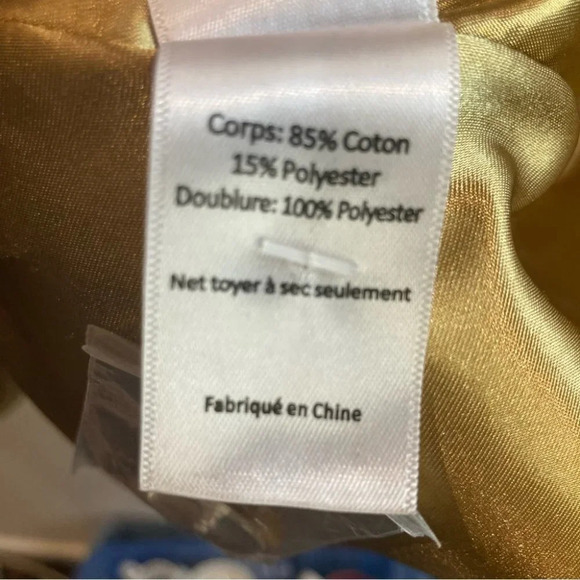 Corps: 85% Coton
15% Polyester
Doublure: 100% Polyester
Net toyer à sec seulement
Fabriqué en Chine